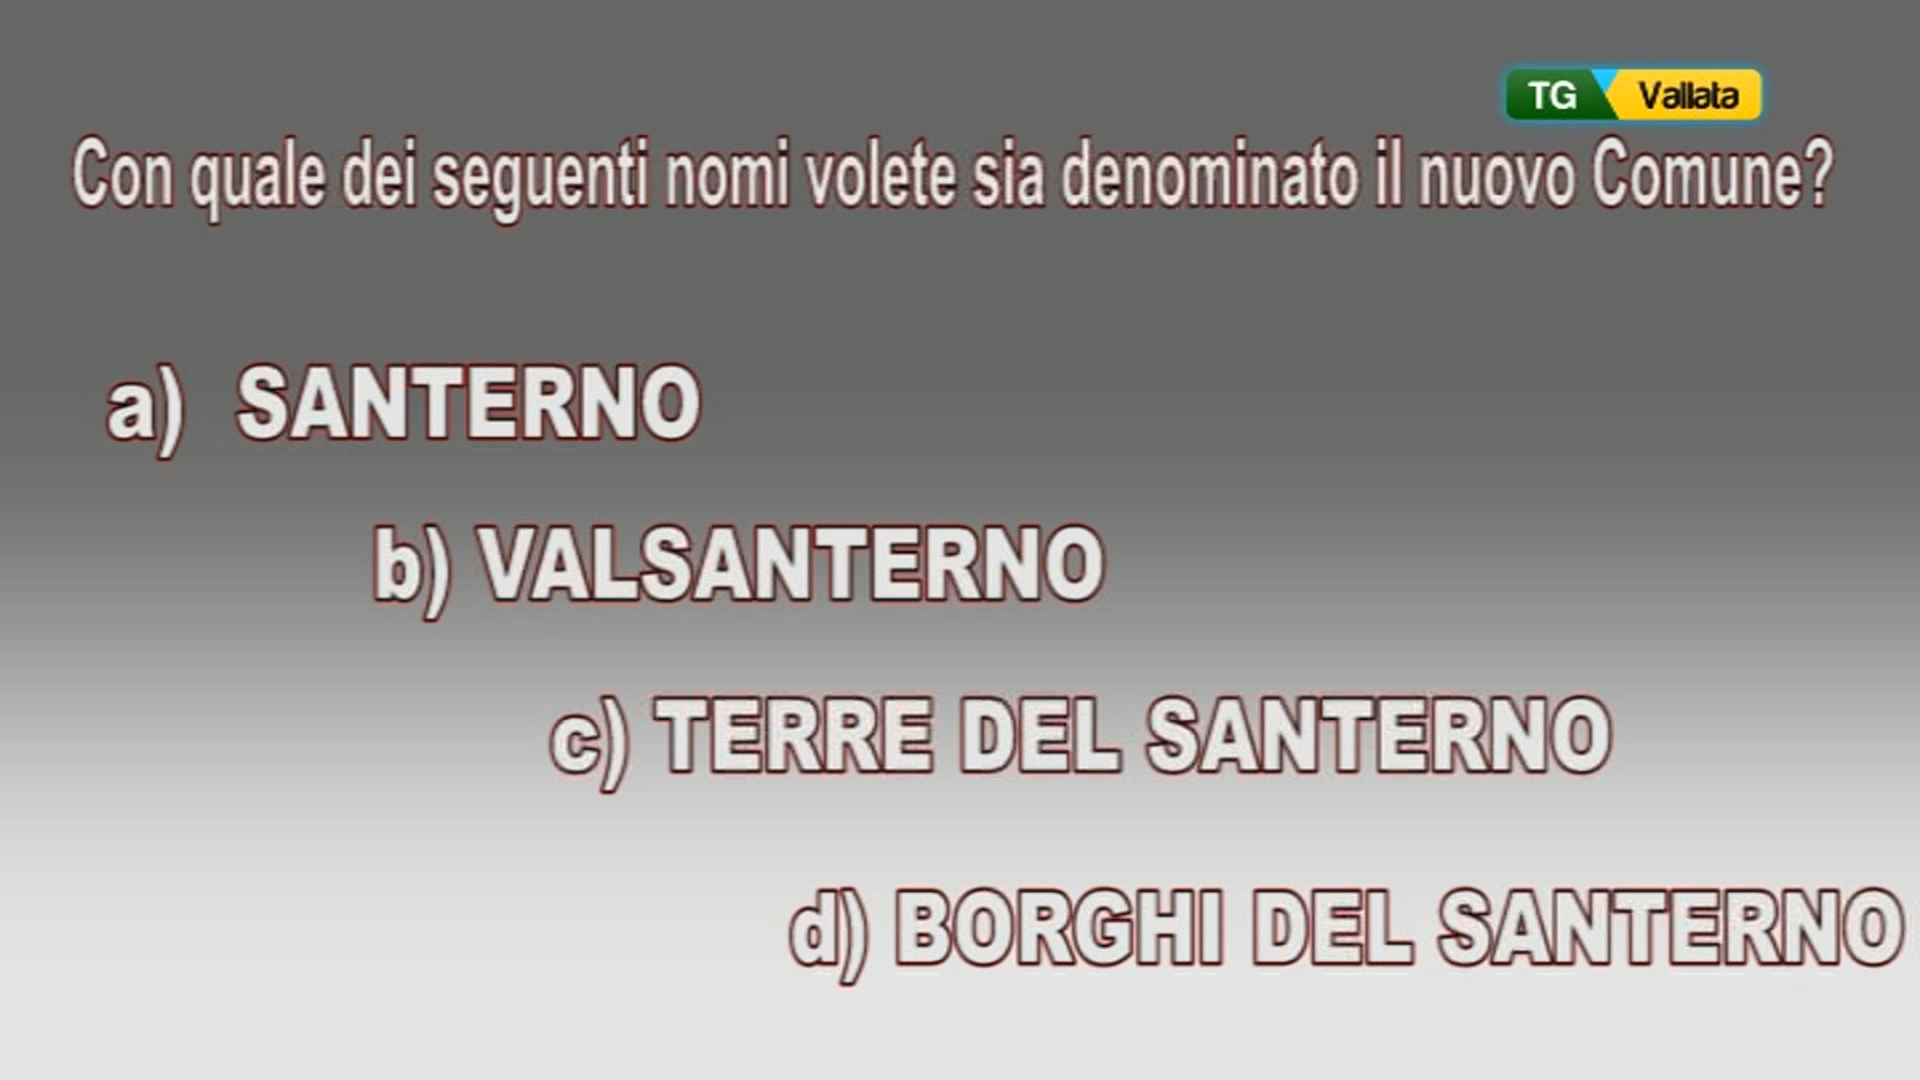 TG Vallata
Con quale dei seguenti nomi volete sia denominato il nuovo Comune?
a) SANTERNO
b) VALSANTERNO
c) TERRE DEL SANTERNO
d) BORGHI DEL SANTERNO